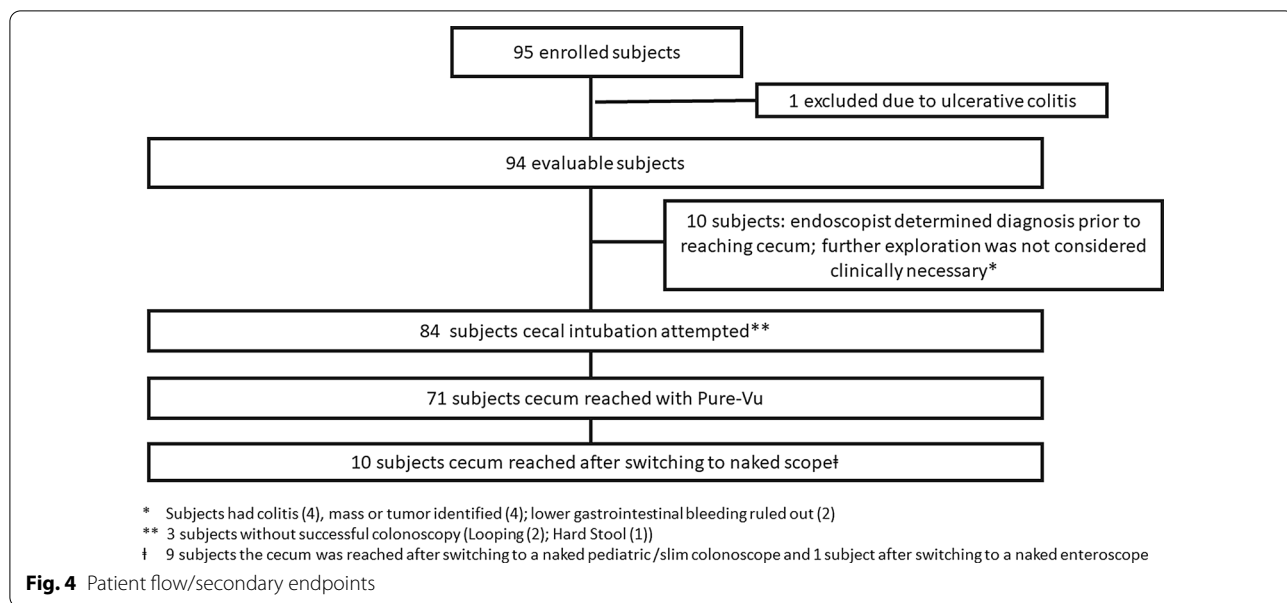 95 enrolled subjects
1 excluded due to ulcerative colitis
94 evaluable subjects
10 subjects: endoscopist determined diagnosis prior to
reaching cecum; further exploration was not considered
clinically necessary*
84 subjects cecal intubation attempted**
71 subjects cecum reached with Pure-Vu
10 subjects cecum reached after switching to naked scopeƚ
* Subjects had colitis (4), mass or tumor identified (4); lower gastrointestinal bleeding ruled out (2)
** 3 subjects without successful colonoscopy (Looping (2); Hard Stool (1))
ƚ 9 subjects the cecum was reached after switching to a naked pediatric/slim colonoscope and 1 subject after switching to a naked enteroscope
Fig. 4 Patient flow/secondary endpoints